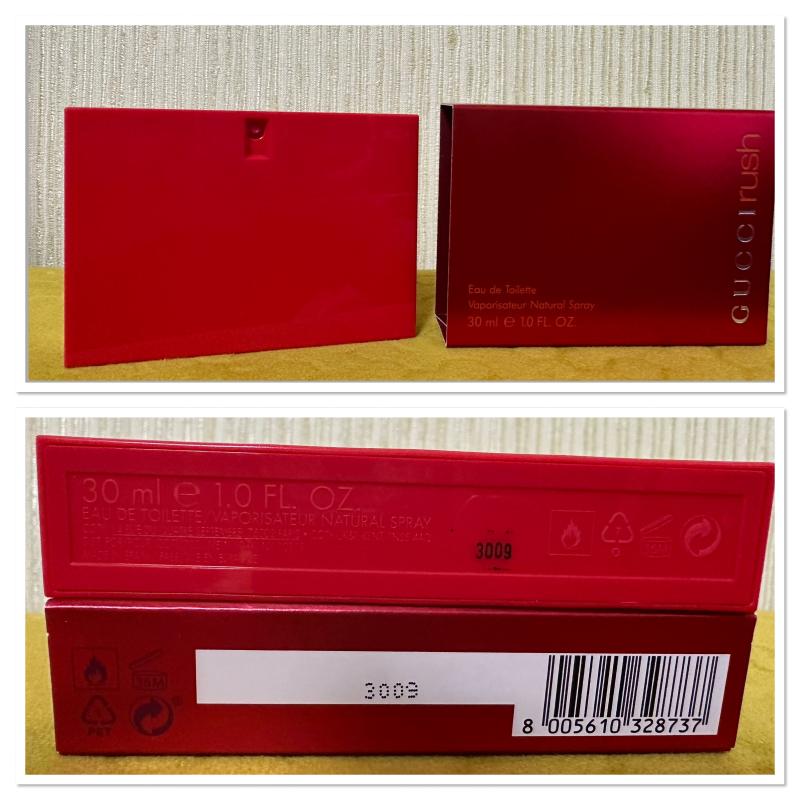 GUCCI rush
Eau de Toilette
Vaporisateur Natural Spray
30 ml e 1.0 FL. OZ.
30 ml e 1.0 FL. OZ.
EAU DE TOILETTE/VAPORISATEUR NATURAL SPRAY
3009
36M
PET
3009
8 005610 328737